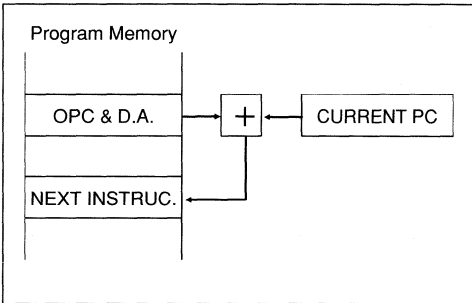 Program Memory
OPC & D.A.
+
CURRENT PC
NEXT INSTRUC.